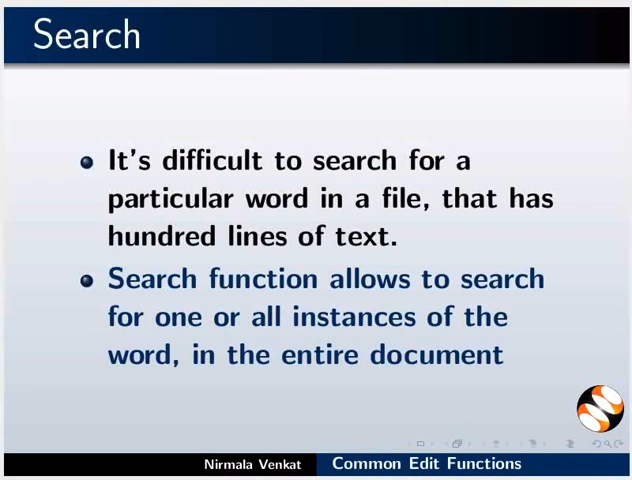 Search
It's difficult to search for a
particular word in a file, that has
hundred lines of text.
Search function allows to search
for one or all instances of the
word, in the entire document
Nirmala Venkat Common Edit Functions